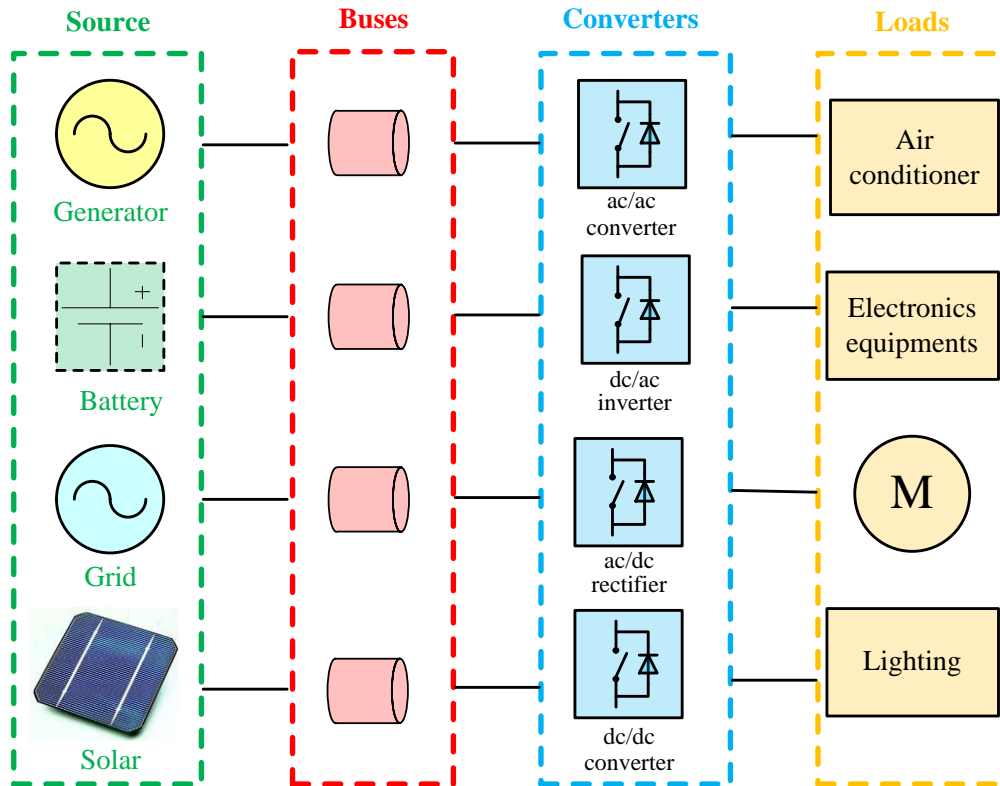 Source
Buses
Converters
Loads
Generator
Battery
+
Grid
Solar
ac/ac
converter
dc/ac
inverter
ac/dc
rectifier
dc/dc
converter
Air
conditioner
Electronics
equipments
M
Lighting